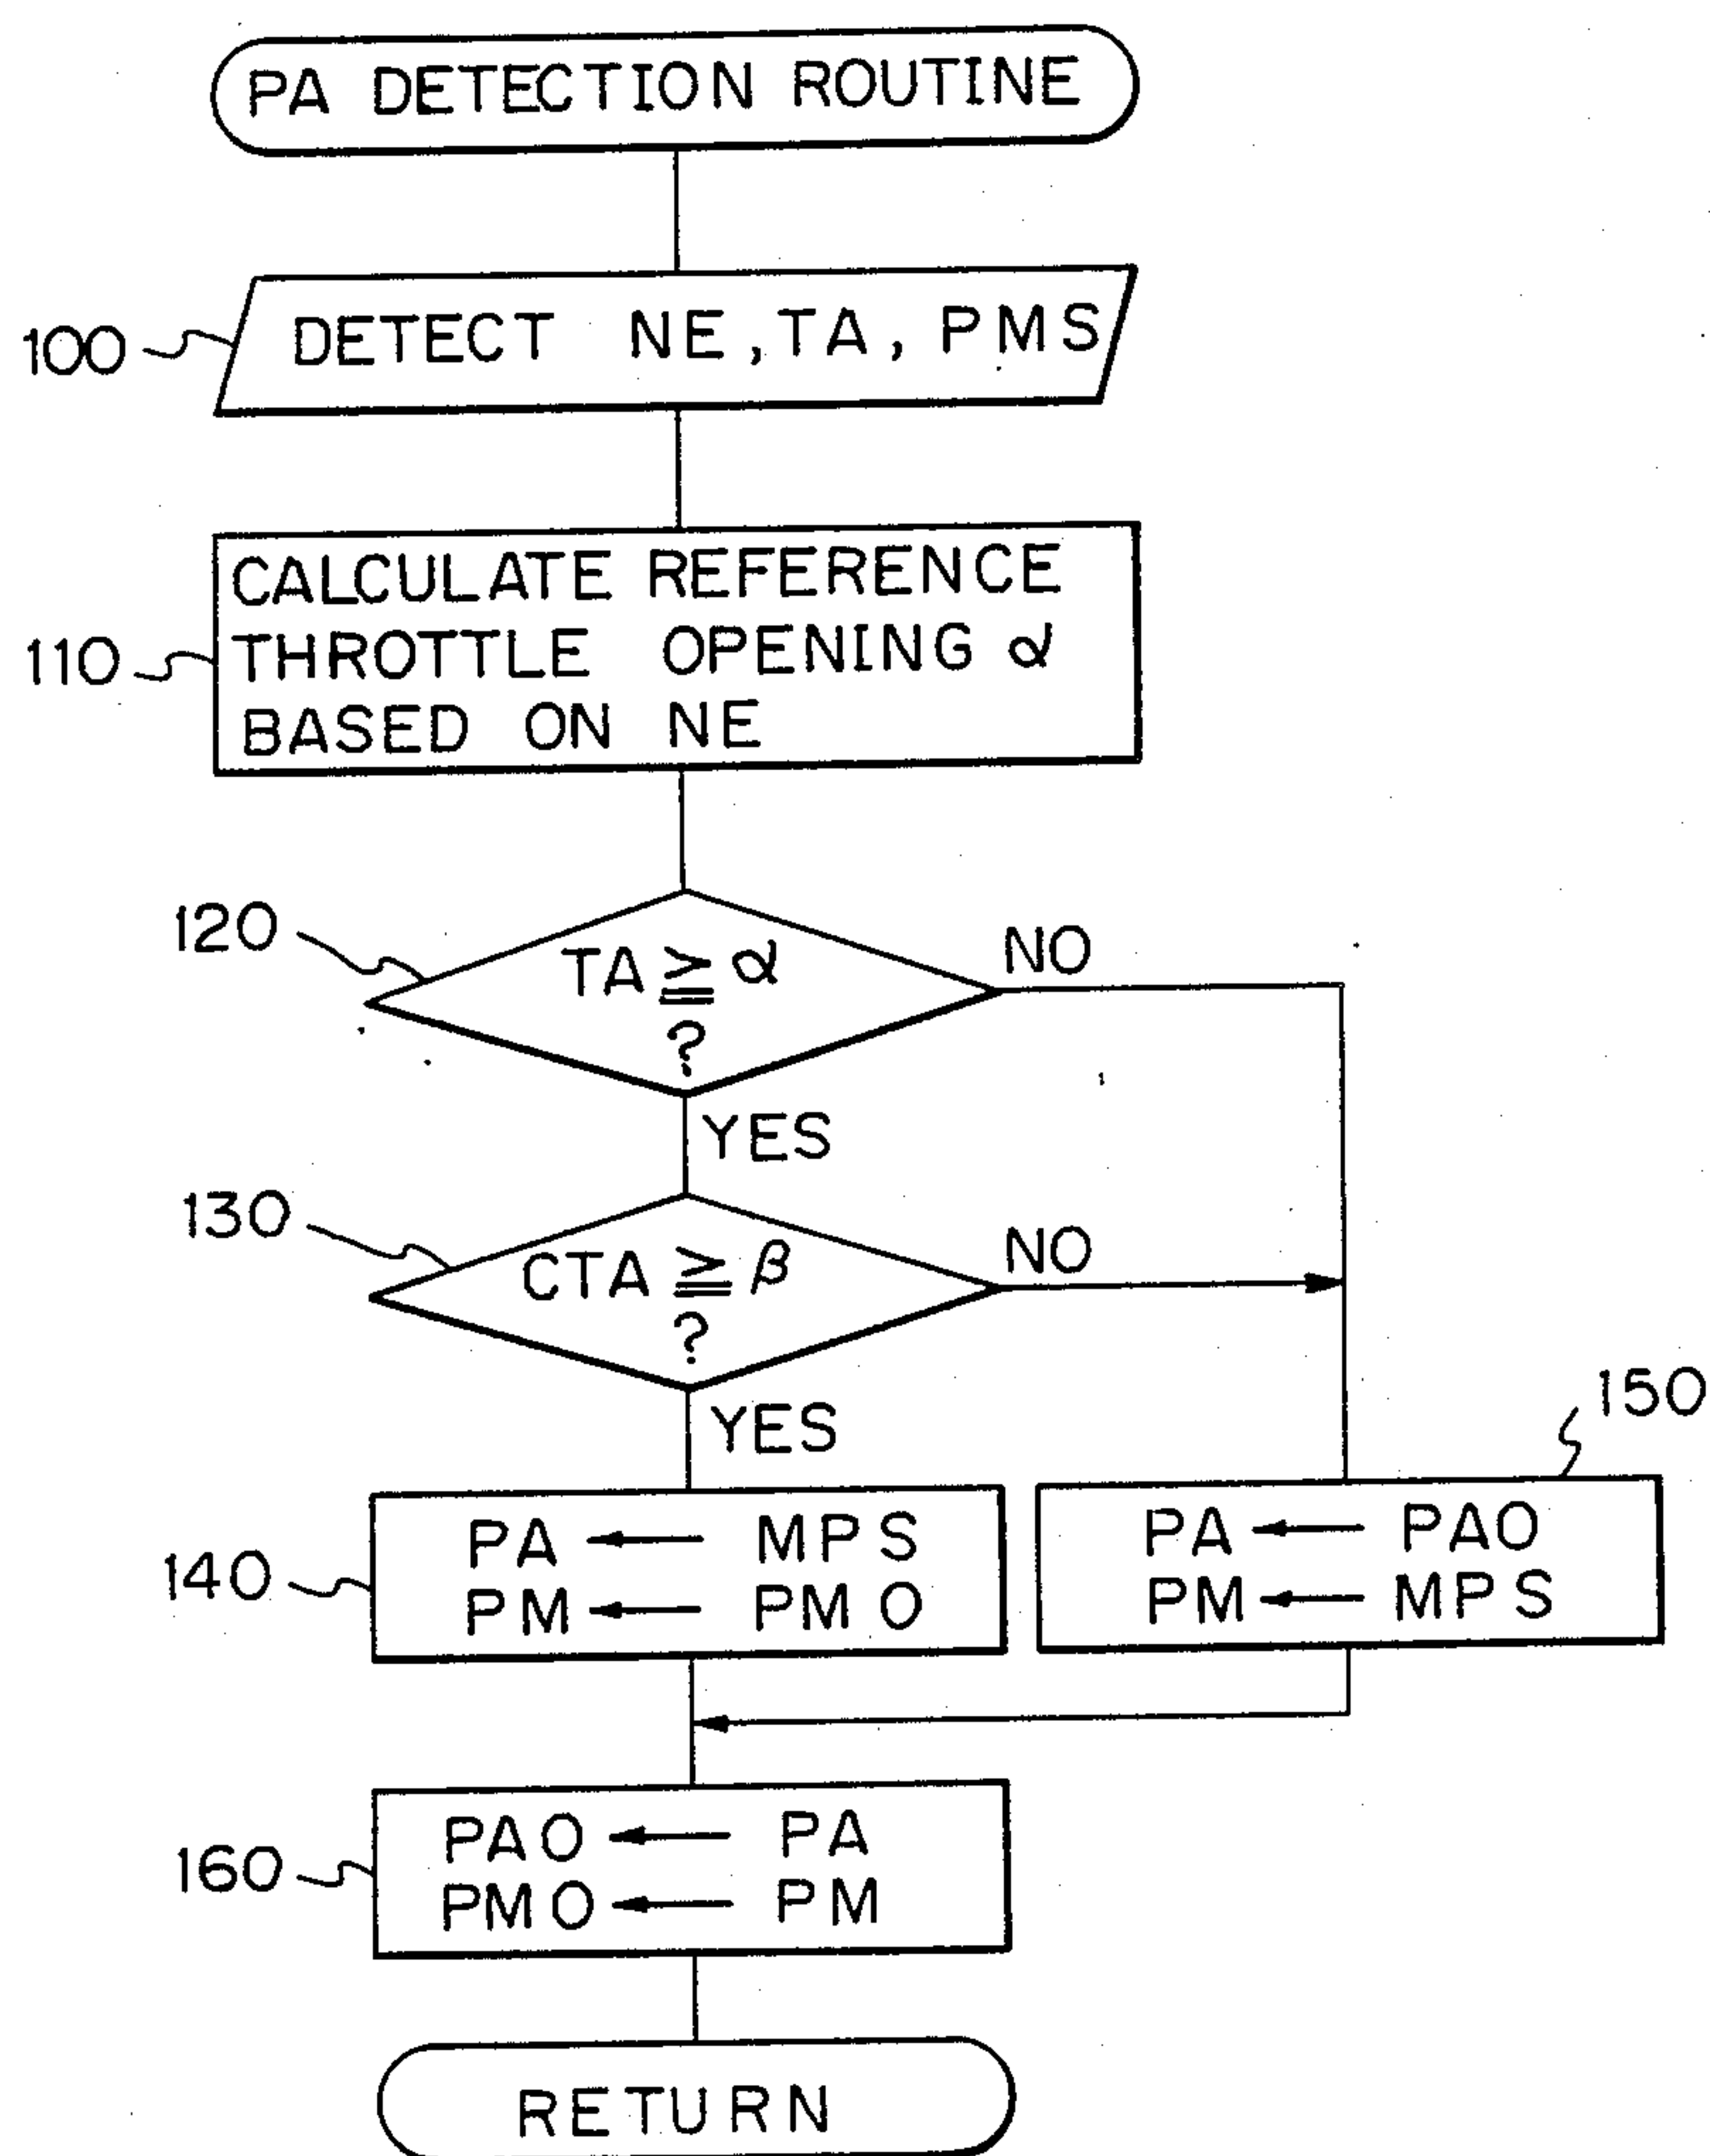 PA DETECTION ROUTINE
100
DETECT NE, TA, PMS
110
CALCULATE REFERENCE
THROTTLE OPENING α
BASED ON NE
120
TA ≧ α
?
NO
YES
130
CTA ≧ β
?
NO
YES
150
140
PA ← MPS
PM ← PMO
PA ← PAO
PM ← MPS
160
PAO ← PA
PMO ← PM
RETURN